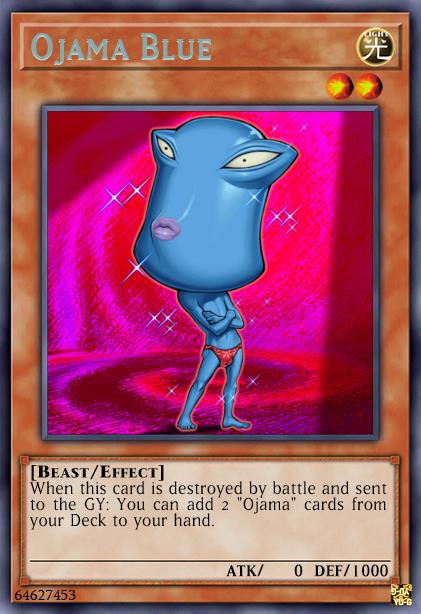 OJAMA BLUE
LIGHT
光
[BEAST/EFFECT]
When this card is destroyed by battle and sent
to the GY: You can add 2 "Ojama" cards from
your Deck to your hand.
ATK/ 0 DEF/1000
64627453